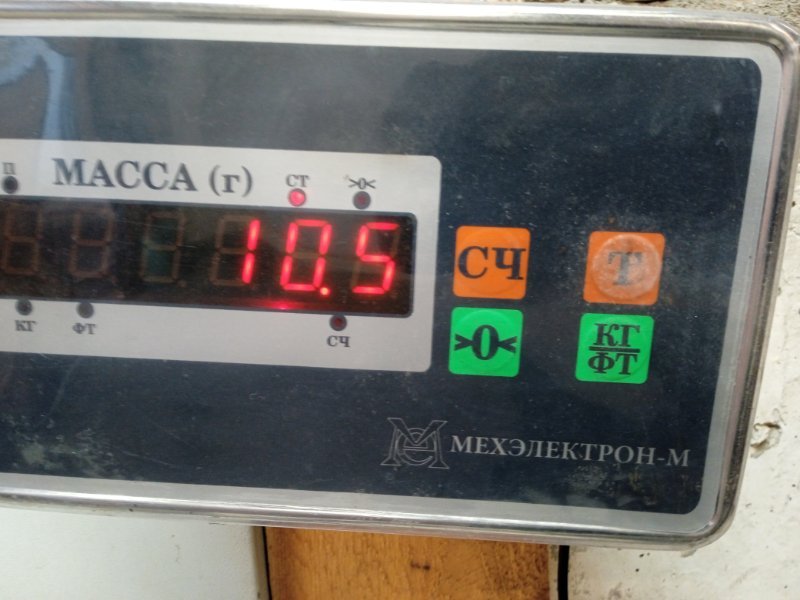 П
МАССА (г)
СТ
>0<
10.5
КГ
ФТ
СЧ
СЧ
Т
>0<
КГ
ФТ
МЕХЭЛЕКТРОН-М